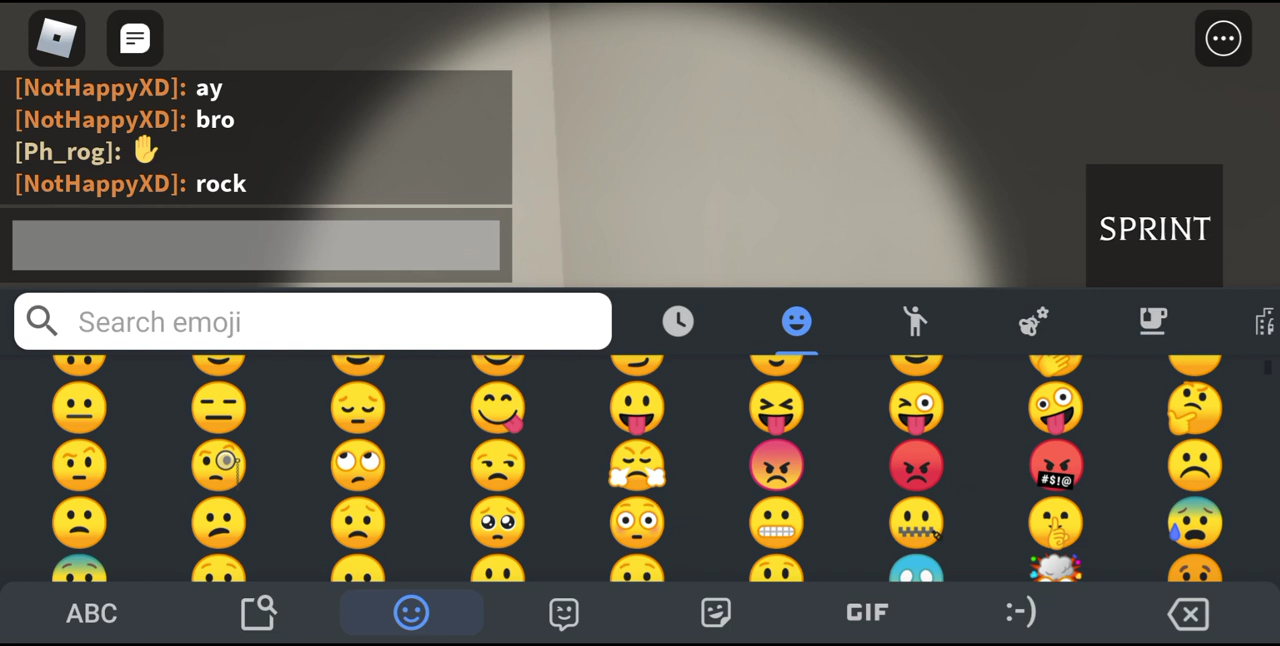 [NotHappyXD]: ay
[NotHappyXD]: bro
[Ph_rog]: ✋
[NotHappyXD]: rock
SPRINT
Search emoji
#$!@
ABC
GIF
:-)